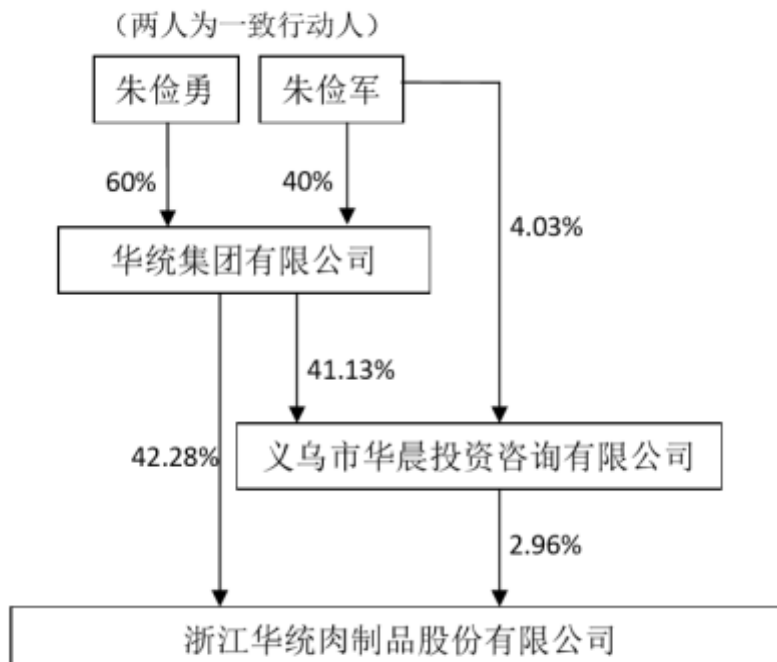 （两人为一致行动人）
朱俭勇
朱俭军
60%
40%
4.03%
华统集团有限公司
41.13%
42.28%
义乌市华晨投资咨询有限公司
2.96%
浙江华统肉制品股份有限公司